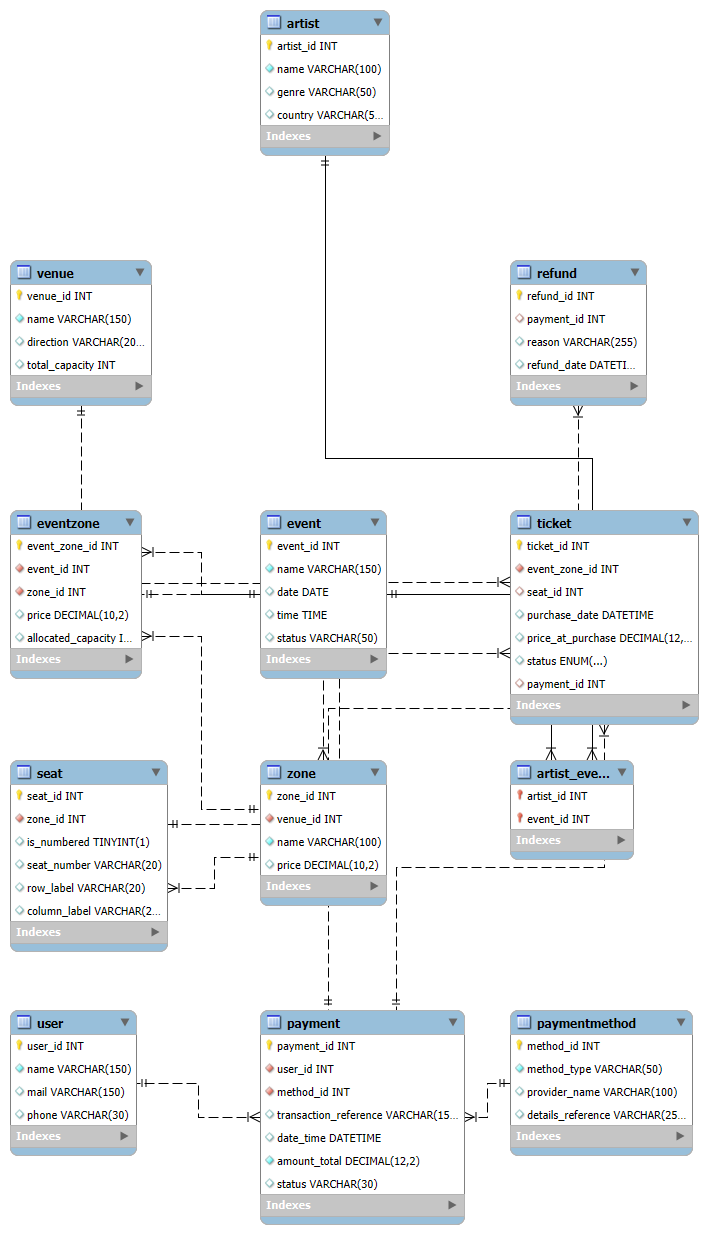 artist
artist_id INT
name VARCHAR(100)
genre VARCHAR(50)
country VARCHAR(5...
Indexes
venue
venue_id INT
name VARCHAR(150)
direction VARCHAR(20...
total_capacity INT
Indexes
refund
refund_id INT
payment_id INT
reason VARCHAR(255)
refund_date DATETI...
Indexes
eventzone
event_zone_id INT
event_id INT
zone_id INT
price DECIMAL(10,2)
allocated_capacity I...
Indexes
event
event_id INT
name VARCHAR(150)
date DATE
time TIME
status VARCHAR(50)
Indexes
ticket
ticket_id INT
event_zone_id INT
seat_id INT
purchase_date DATETIME
price_at_purchase DECIMAL(12,...
status ENUM(...)
payment_id INT
Indexes
seat
seat_id INT
zone_id INT
is_numbered TINYINT(1)
seat_number VARCHAR(20)
row_label VARCHAR(20)
column_label VARCHAR(2...
Indexes
zone
zone_id INT
venue_id INT
name VARCHAR(100)
price DECIMAL(10,2)
Indexes
artist_eve...
artist_id INT
event_id INT
Indexes
user
user_id INT
name VARCHAR(150)
mail VARCHAR(150)
phone VARCHAR(30)
Indexes
payment
payment_id INT
user_id INT
method_id INT
transaction_reference VARCHAR(15...
date_time DATETIME
amount_total DECIMAL(12,2)
status VARCHAR(30)
Indexes
paymentmethod
method_id INT
method_type VARCHAR(50)
provider_name VARCHAR(100)
details_reference VARCHAR(25...
Indexes